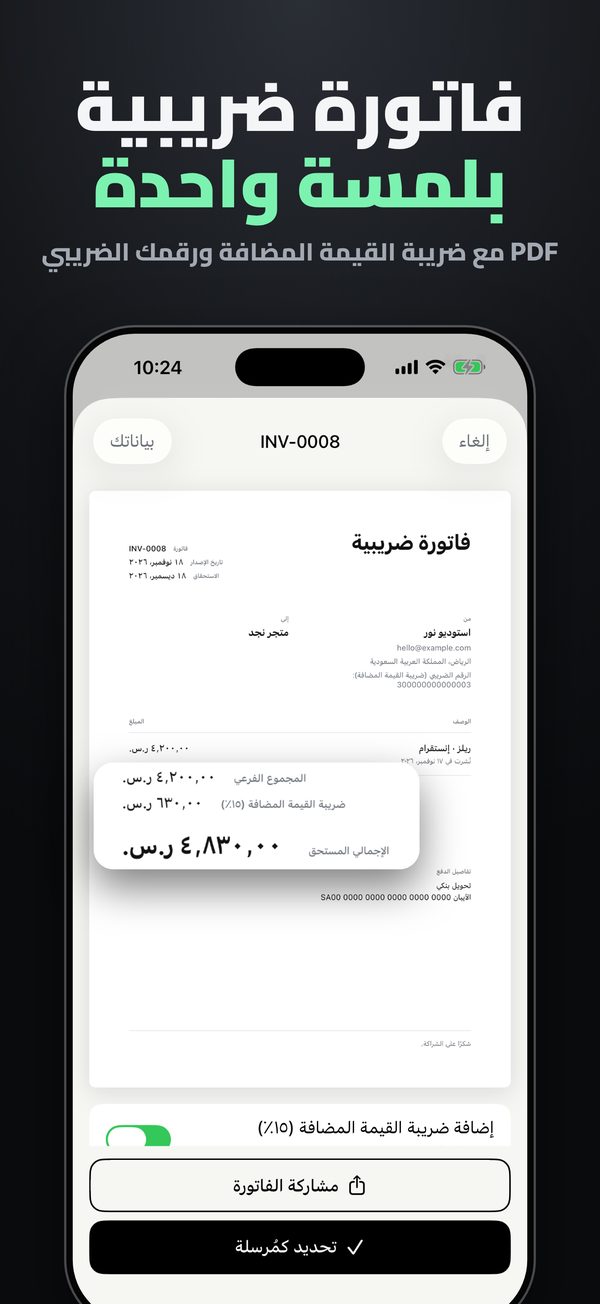 فاتورة ضريبية
بلمسة واحدة
PDF مع ضريبة القيمة المضافة ورقمك الضريبي
10:24
إلغاء
INV-0008
بياناتك
فاتورة ضريبية
فاتورة INV-0008
تاريخ الإصدار ١٨ نوفمبر، ٢٠٢٦
الاستحقاق ١٨ ديسمبر، ٢٠٢٦
من
استوديو نور
hello@example.com
الرياض، المملكة العربية السعودية
الرقم الضريبي (ضريبة القيمة المضافة):
300000000000003
إلى
متجر نجد
الوصف المبلغ
ريلز · إنستقرام ٤,٢٠٠,٠٠ ر.س.
نُشرت في ١٧ نوفمبر، ٢٠٢٦
المجموع الفرعي ٤,٢٠٠,٠٠ ر.س.
ضريبة القيمة المضافة (١٥٪) ٦٣٠,٠٠ ر.س.
الإجمالي المستحق ٤,٨٣٠,٠٠ ر.س.
تفاصيل الدفع
تحويل بنكي
الآيبان SA00 0000 0000 0000 0000 0000
شكرًا على الشراكة.
إضافة ضريبة القيمة المضافة (١٥٪)
مشاركة الفاتورة
تحديد كمُرسلة